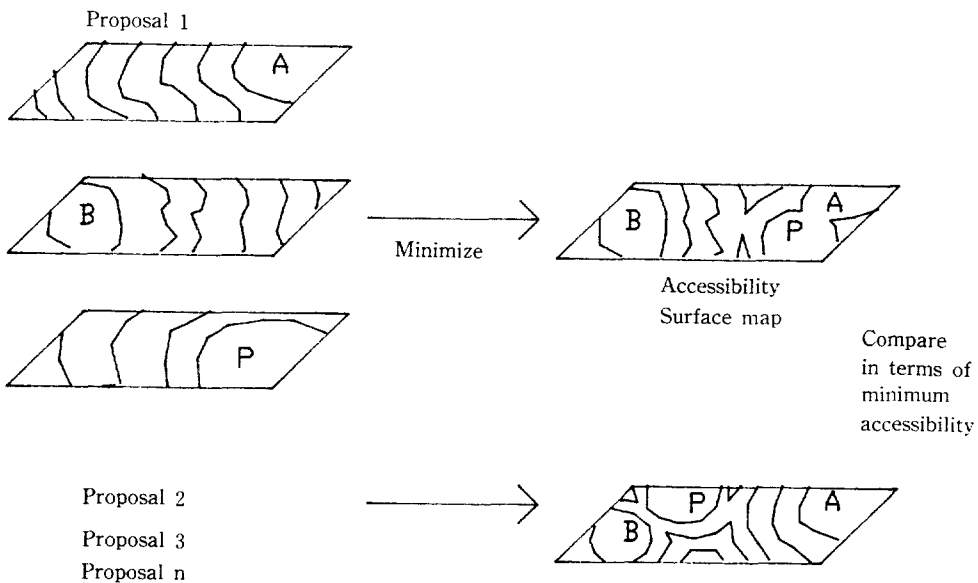 Proposal 1
A
B
Minimize
B
P
A
Accessibility
Surface map
P
Compare
in terms of
minimum
accessibility
Proposal 2
Proposal 3
Proposal n
P
A
B